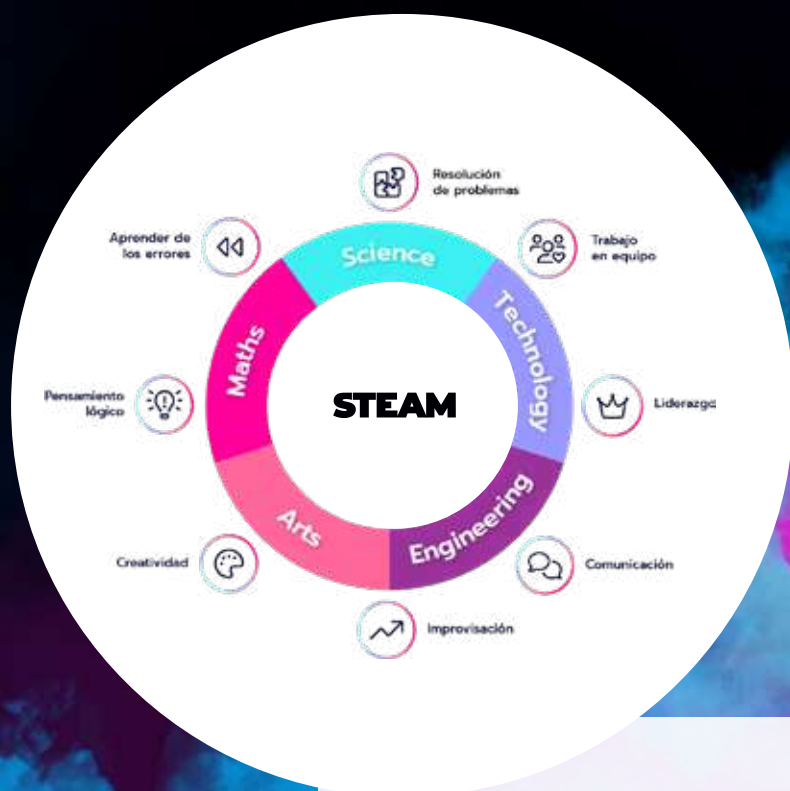 Resolución
de problemas
Aprender de
los errores
Trabajo
en equipo
Science
Technology
Maths
STEAM
Pensamiento
lógico
Liderazgo
Arts
Engineering
Creatividad
Comunicación
Improvisación